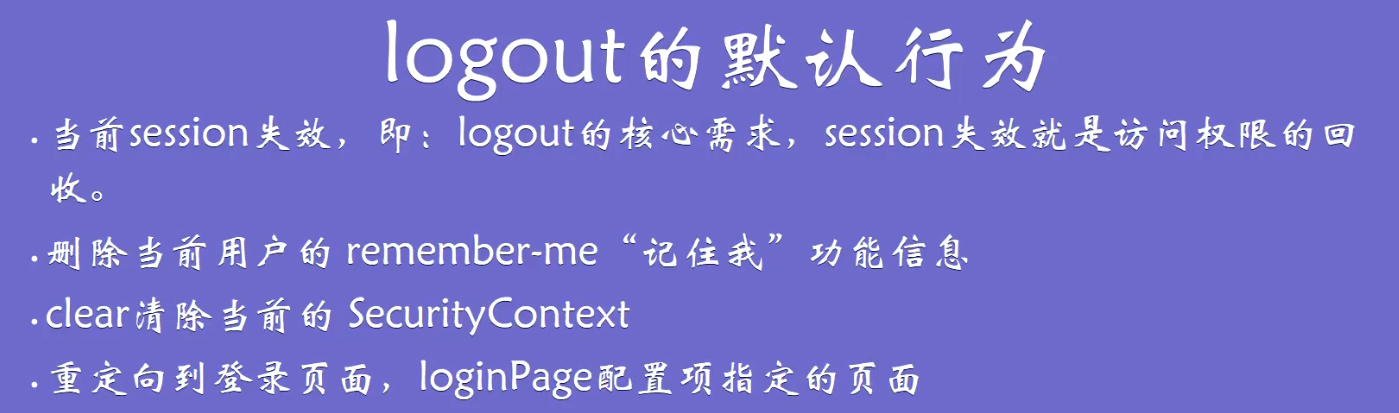 logout的默认行为
·当前session失效，即：logout的核心需求，session失效就是访问权限的回
收。
·删除当前用户的 remember-me“记住我”功能信息
·clear清除当前的 SecurityContext
·重定向到登录页面，loginPage配置项指定的页面